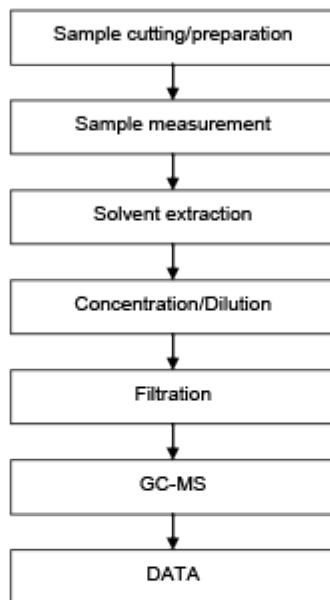 Sample cutting/preparation
Sample measurement
Solvent extraction
Concentration/Dilution
Filtration
GC-MS
DATA